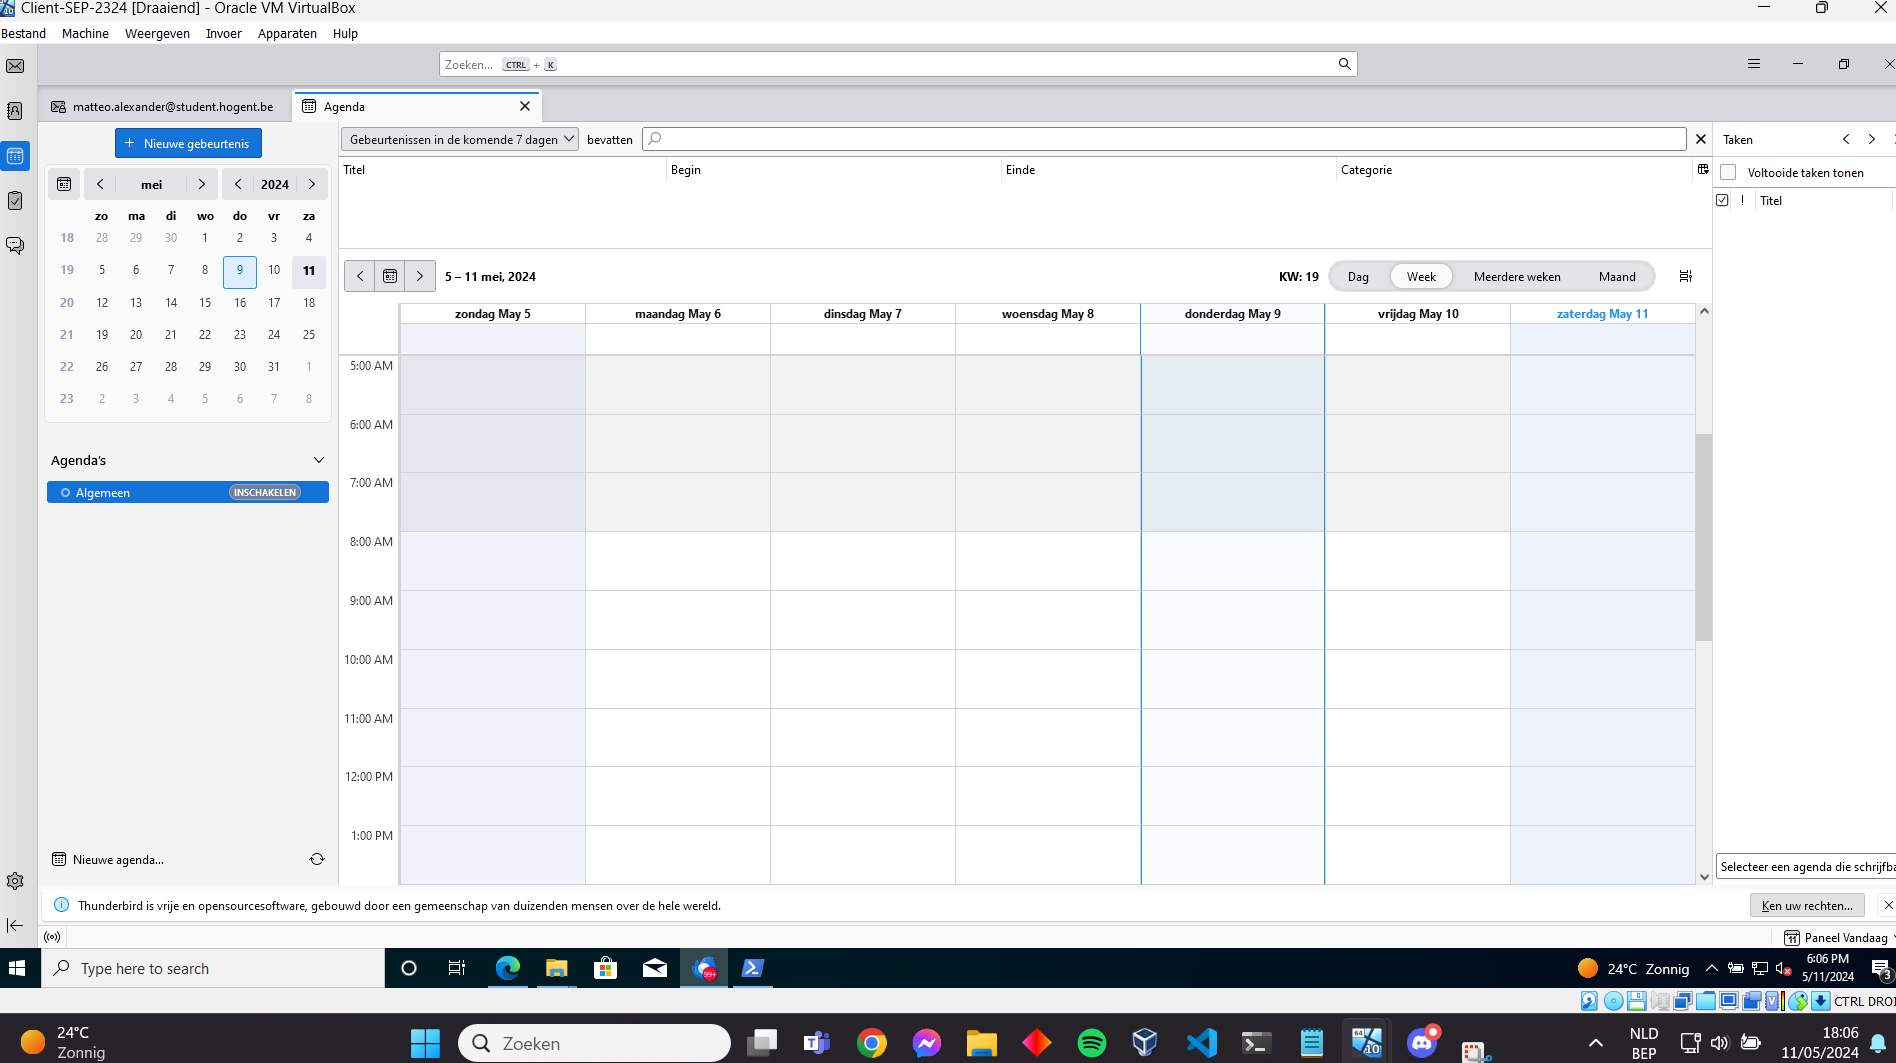 Client-SEP-2324 [Draaiend] - Oracle VM VirtualBox
Bestand Machine Weergeven Invoer Apparaten Hulp
Zoeken... CTRL + K
matteo.alexander@student.hogent.be Agenda
Nieuwe gebeurtenis
Gebeurtenissen in de komende 7 dagen bevatten
Taken
Voltooide taken tonen
! Titel
Titel Begin Einde Categorie
mei 2024
zo ma di wo do vr za
18 28 29 30 1 2 3 4
19 5 6 7 8 9 10 11
20 12 13 14 15 16 17 18
21 19 20 21 22 23 24 25
22 26 27 28 29 30 31 1
23 2 3 4 5 6 7 8
Agenda's
Algemeen INSCHAKELEN
Nieuwe agenda...
5 – 11 mei, 2024
KW: 19 Dag Week Meerdere weken Maand
zondag May 5 maandag May 6 dinsdag May 7 woensdag May 8 donderdag May 9 vrijdag May 10 zaterdag May 11
5:00 AM
6:00 AM
7:00 AM
8:00 AM
9:00 AM
10:00 AM
11:00 AM
12:00 PM
1:00 PM
Selecteer een agenda die schrijfba
Thunderbird is vrije en opensourcesoftware, gebouwd door een gemeenschap van duizenden mensen over de hele wereld.
Ken uw rechten...
11 Paneel Vandaag
Type here to search
99+
24°C Zonnig
6:06 PM
5/11/2024
3
CTRL DROI
24°C
Zonnig
Zoeken
64
10
NLD
BEP
18:06
11/05/2024